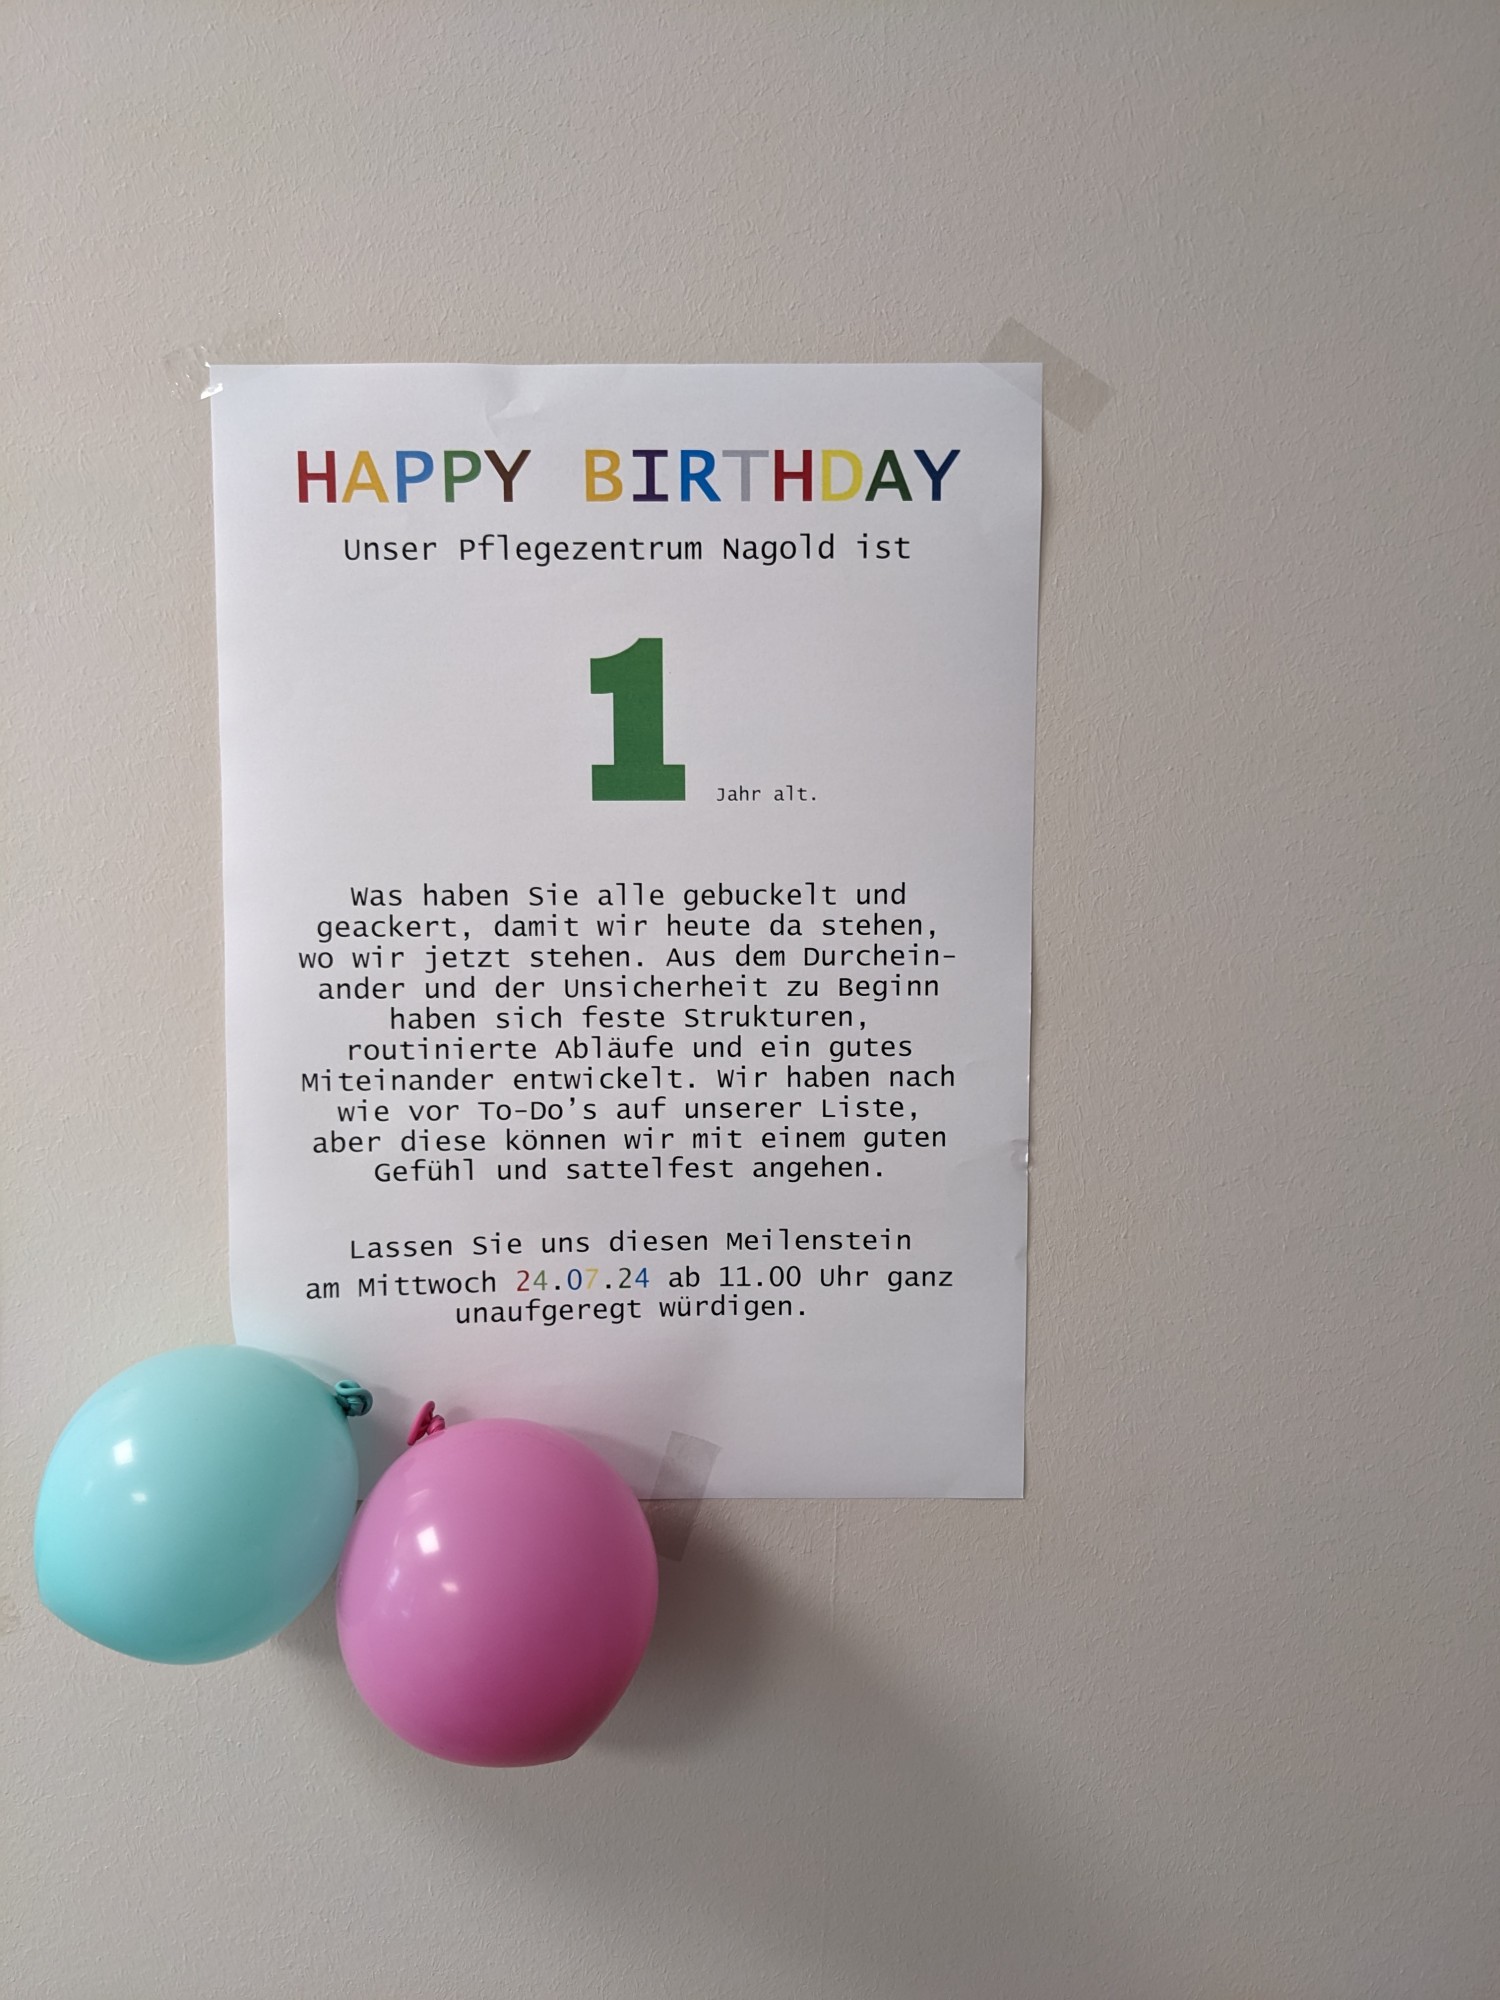 HAPPY BIRTHDAY
Unser Pflegezentrum Nagold ist
1 Jahr alt.
Was haben Sie alle gebuckelt und
geackert, damit wir heute da stehen,
wo wir jetzt stehen. Aus dem Durchein-
ander und der Unsicherheit zu Beginn
haben sich feste Strukturen,
routinierte Abläufe und ein gutes
Miteinander entwickelt. Wir haben nach
wie vor To-Do’s auf unserer Liste,
aber diese können wir mit einem guten
Gefühl und sattelfest angehen.
Lassen Sie uns diesen Meilenstein
am Mittwoch 24.07.24 ab 11.00 Uhr ganz
unaufgeregt würdigen.